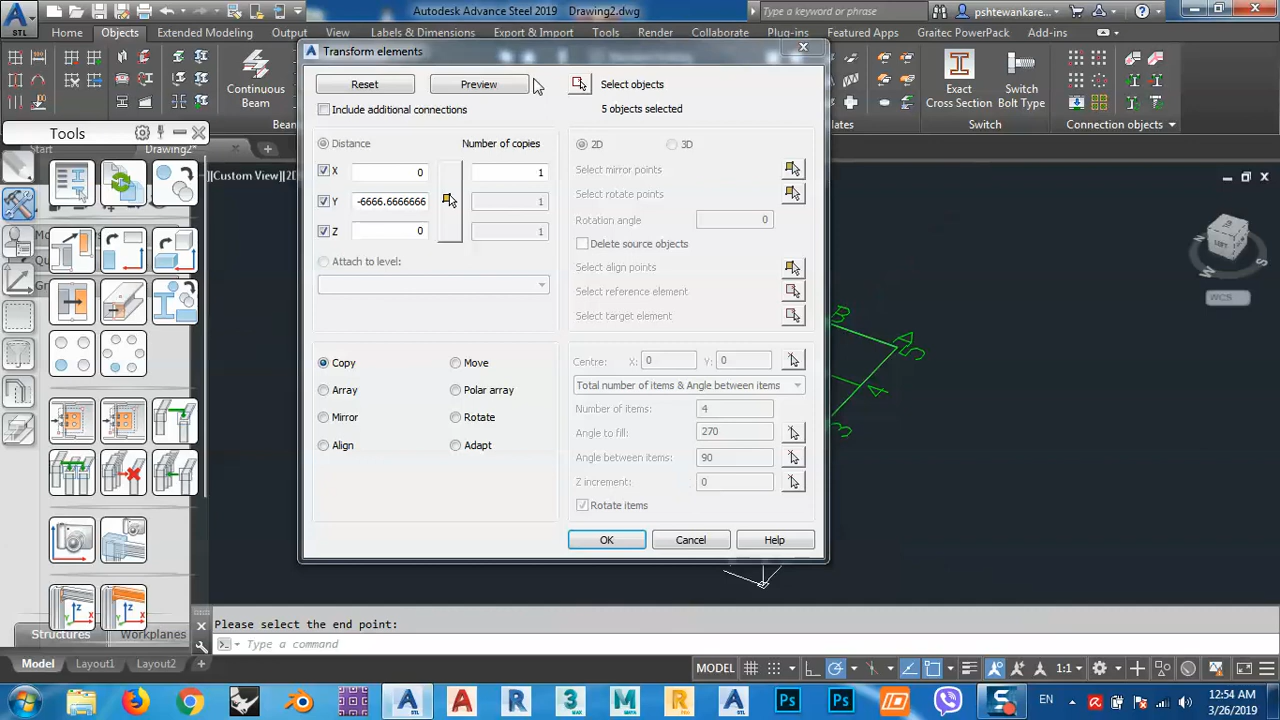 STL
Autodesk Advance Steel 2019 Drawing2.dwg
Type a keyword or phrase
pshtewankare...
Home
Objects
Extended Modeling
Output
View
Labels & Dimensions
Export & Import
Tools
Render
Collaborate
Plug-ins
Featured Apps
Graitec PowerPack
Add-ins
Continuous
Beam
Exact
Cross Section
Switch
Bolt Type
Switch
Connection objects
Tools
Start
Drawing2*
[Custom View]
Transform elements
Reset
Preview
Select objects
Include additional connections
5 objects selected
Distance
Number of copies
2D
3D
X
0
1
Select mirror points
Y
-6666.6666666
1
Select rotate points
Z
0
1
Rotation angle
0
Delete source objects
Attach to level:
Select align points
Select reference element
Select target element
Copy
Move
Centre:
X:
0
Y:
0
Array
Polar array
Total number of items & Angle between items
Mirror
Rotate
Number of items:
4
Align
Adapt
Angle to fill:
270
Angle between items:
90
Z increment:
0
Rotate items
OK
Cancel
Help
B
A
5
4
3
WCS
Structures
Workplanes
Please select the end point:
Type a command
Model
Layout1
Layout2
+
MODEL
1:1
EN
12:54 AM
3/26/2019